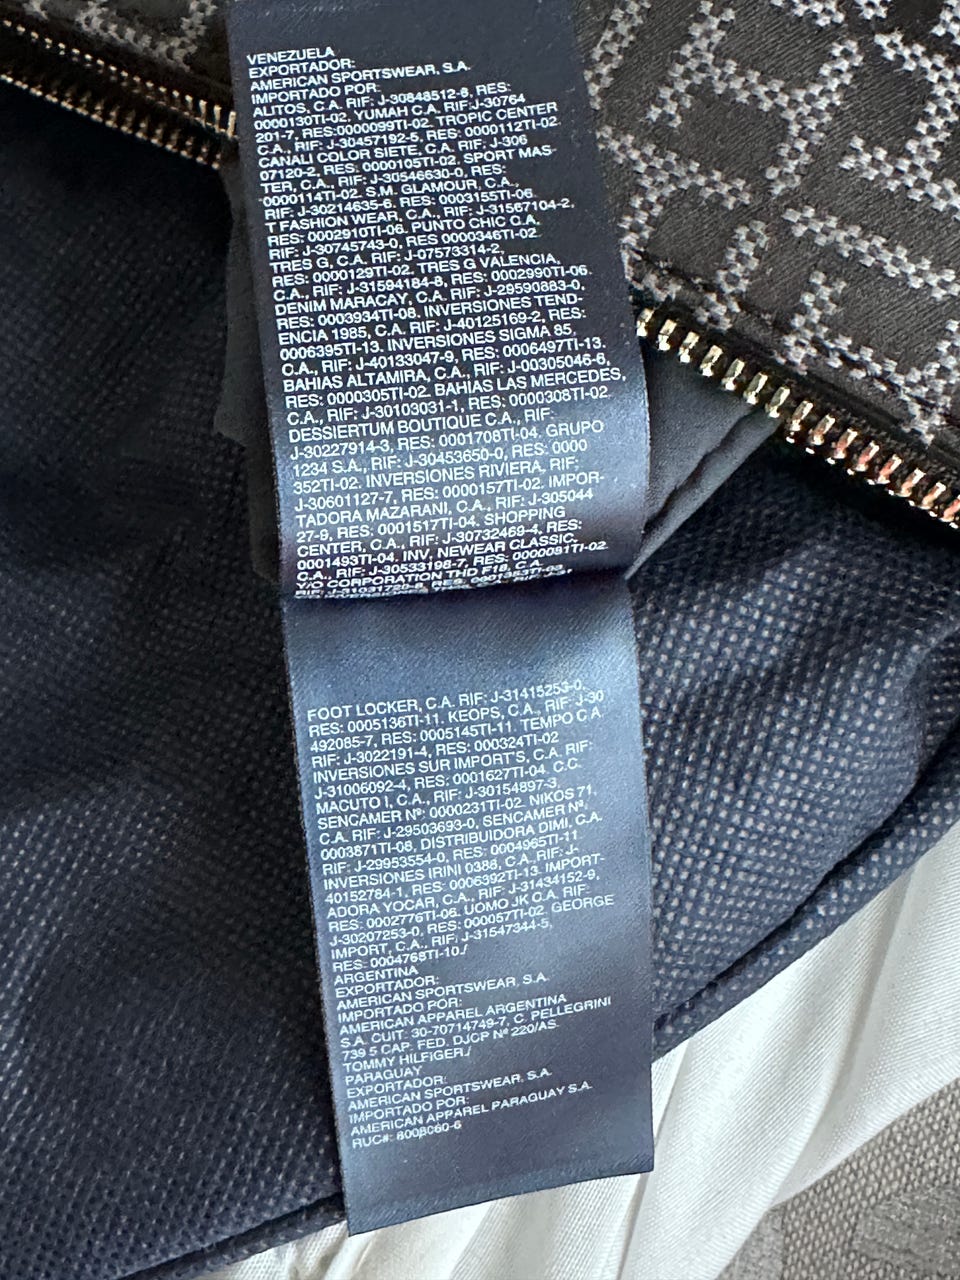 VENEZUELA
EXPORTADOR:
AMERICAN SPORTSWEAR, S.A.
IMPORTADO POR:
ALITOS, C.A. RIF: J-30848512-8, RES:
0000130TI-02. YUMAH C.A. RIF:J-30764
201-7, RES:0000099TI-02. TROPIC CENTER
C.A., RIF: J-30457192-5, RES: 0000112TI-02.
CANALI COLOR SIETE, C.A. RIF: J-306
07120-2, RES: 0000105TI-02. SPORT MAS-
TER, C.A., RIF: J-30546630-0, RES:
0000114TI-02. S.M. GLAMOUR, C.A.,
RIF: J-30214635-6. RES: 0003155TI-06.
T FASHION WEAR, C.A., RIF: J-31567104-2,
RES: 0002910TI-06. PUNTO CHIC C.A.
RIF: J-30745743-0, RES 0000346TI-02.
TRES G, C.A. RIF: J-07573314-2,
RES: 0000129TI-02. TRES G VALENCIA,
C.A., RIF: J-31594184-8, RES: 0002990TI-06.
DENIM MARACAY, C.A. RIF: J-29590883-0,
RES: 0003934TI-08. INVERSIONES TEND-
ENCIA 1985, C.A. RIF: J-40125169-2, RES:
0006395TI-13. INVERSIONES SIGMA 85,
C.A., RIF: J-40133047-9, RES: 0006497TI-13.
BAHIAS ALTAMIRA, C.A., RIF: J-00305046-6,
RES: 0000305TI-02. BAHIAS LAS MERCEDES,
C.A., RIF: J-30103031-1, RES: 0000308TI-02.
DESSIERTUM BOUTIQUE C.A., RIF:
J-30227914-3, RES: 0001708TI-04. GRUPO
1234 S.A., RIF: J-30453650-0, RES: 0000
352TI-02. INVERSIONES RIVIERA, RIF:
J-30601127-7, RES: 0000157TI-02. IMPOR-
TADORA MAZARANI, C.A., RIF: J-305044
27-9, RES: 0001517TI-04. SHOPPING
CENTER, C.A., RIF: J-30732469-4, RES:
0001493TI-04. INV, NEWEAR CLASSIC,
C.A., RIF: J-30533198-7, RES: 0000081TI-02.
Y/O CORPORATION THD F18, C.A.
RIF: J-31031720-8, RES:
FOOT LOCKER, C.A. RIF: J-31415253-0,
RES: 0005136TI-11. KEOPS, C.A., RIF: J-30
492085-7, RES: 0005145TI-11. TEMPO C.A.
RIF: J-3022191-4, RES: 000324TI-02
INVERSIONES SUR IMPORT'S, C.A. RIF:
J-31006092-4, RES: 0001627TI-04. C.C.
MACUTO I, C.A., RIF: J-30154897-3,
SENCAMER Nº: 0000231TI-02. NIKOS 71,
C.A. RIF: J-29503693-0, SENCAMER Nº:
0003871TI-08, DISTRIBUIDORA DIMI, C.A.
RIF: J-29953554-0, RES: 0004965TI-11
INVERSIONES IRINI 0386, C.A., RIF: J-
40152784-1, RES: 0006392TI-13. IMPORT-
ADORA YOCAR, C.A., RIF: J-31434152-9,
RES: 0002776TI-06. UOMO JK C.A., RIF:
J-30207253-0, RES: 000057TI-02. GEORGE
IMPORT, C.A., RIF: J-31547344-5,
RES: 0004768TI-10./
ARGENTINA
EXPORTADOR:
AMERICAN SPORTSWEAR, S.A.
IMPORTADO POR:
AMERICAN APPAREL ARGENTINA
S.A. CUIT: 30-70714749-7, C. PELLEGRINI
739 5 CAP. FED. DJCP Nº 220/AS.
TOMMY HILFIGER./
PARAGUAY
EXPORTADOR:
AMERICAN SPORTSWEAR, S.A.
IMPORTADO POR:
AMERICAN APPAREL PARAGUAY S.A.
RUC#: 8008060-6